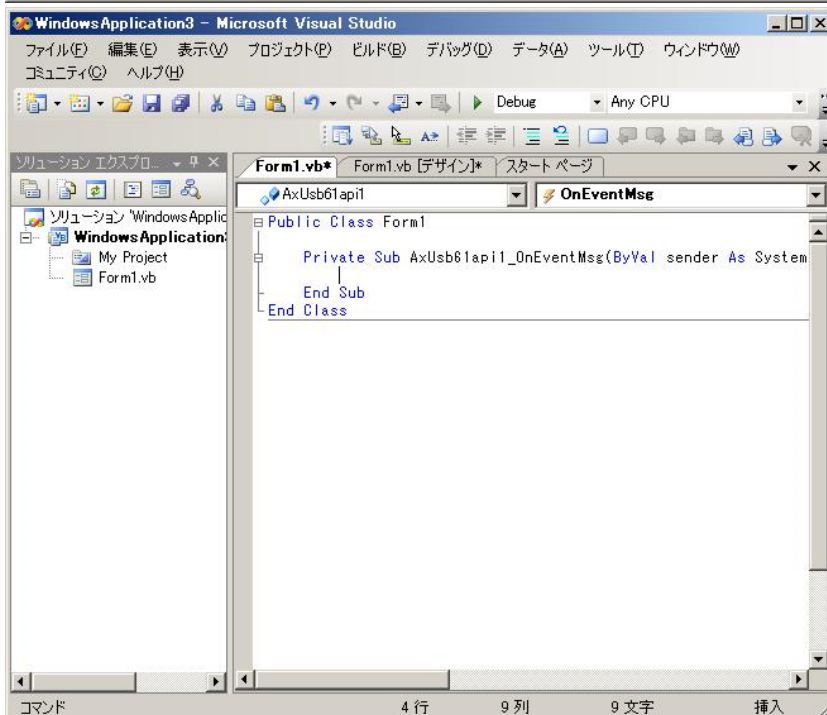 WindowsApplication3 - Microsoft Visual Studio
ファイル(F) 編集(E) 表示(V) プロジェクト(P) ビルド(B) デバッグ(D) データ(A) ツール(T) ウィンドウ(W)
コミュニティ(C) ヘルプ(H)
Debug Any CPU
ソリューション エクスプロ...
Form1.vb* Form1.vb [デザイン]* スタート ページ
AxUsb61api1 OnEventMsg
ソリューション 'WindowsApplic
WindowsApplication
My Project
Form1.vb
Public Class Form1
Private Sub AxUsb61api1_OnEventMsg(ByVal sender As System
End Sub
End Class
コマンド 4 行 9 列 9 文字 挿入